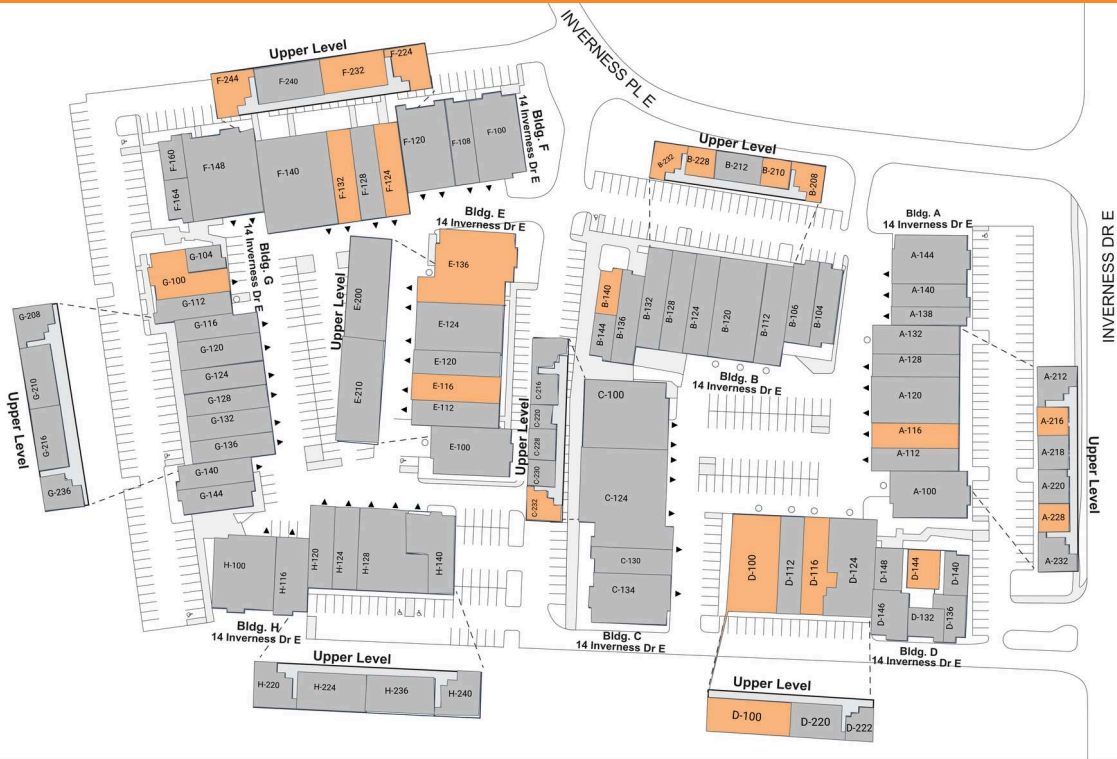 INVERNESS PL E
INVERNESS DR E
Upper Level
F-244
F-240
F-232
F-224
Bldg. F
14 Inverness Dr E
F-160
F-164
F-148
F-140
F-132
F-128
F-124
F-120
F-108
F-100
Upper Level
B-232
B-228
B-212
B-210
B-208
Bldg. A
14 Inverness Dr E
A-144
A-140
A-138
A-132
A-128
A-120
A-116
A-112
A-100
Upper Level
A-212
A-216
A-218
A-220
A-228
A-232
Bldg. G
14 Inverness Dr E
G-104
G-100
G-112
G-116
G-120
G-124
G-128
G-132
G-136
G-140
G-144
Upper Level
G-208
G-210
G-216
G-236
Bldg. E
14 Inverness Dr E
E-136
E-124
E-120
E-116
E-112
E-100
Upper Level
E-200
E-210
B-140
B-144
B-136
B-132
B-128
B-124
B-120
B-112
B-106
B-104
Bldg. B
14 Inverness Dr E
Upper Level
C-216
C-220
C-228
C-230
C-232
C-100
C-124
C-130
C-134
Bldg. C
14 Inverness Dr E
H-100
H-116
H-120
H-124
H-128
H-140
Bldg. H
14 Inverness Dr E
Upper Level
H-220
H-224
H-236
H-240
D-100
D-112
D-116
D-124
D-148
D-144
D-140
D-146
D-132
D-136
Bldg. D
14 Inverness Dr E
Upper Level
D-100
D-220
D-222